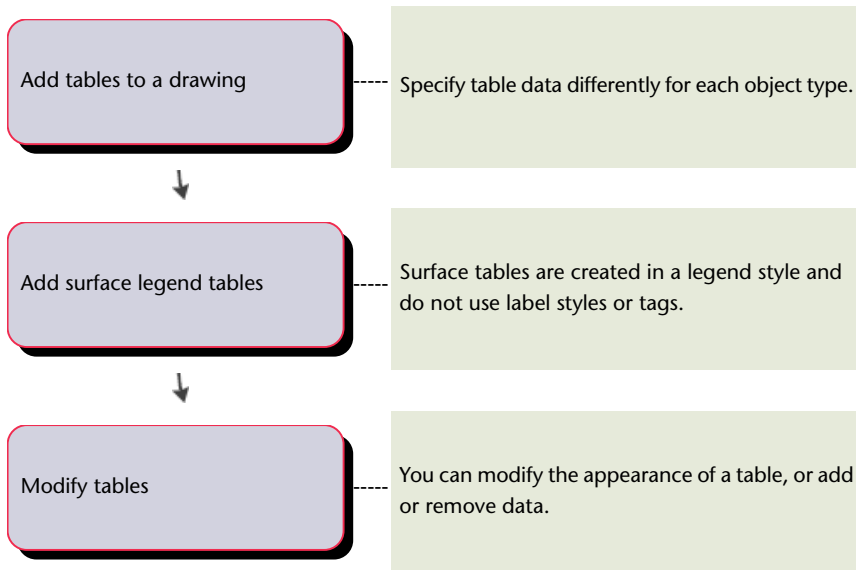 Add tables to a drawing
Specify table data differently for each object type.
Add surface legend tables
Surface tables are created in a legend style and
do not use label styles or tags.
Modify tables
You can modify the appearance of a table, or add
or remove data.